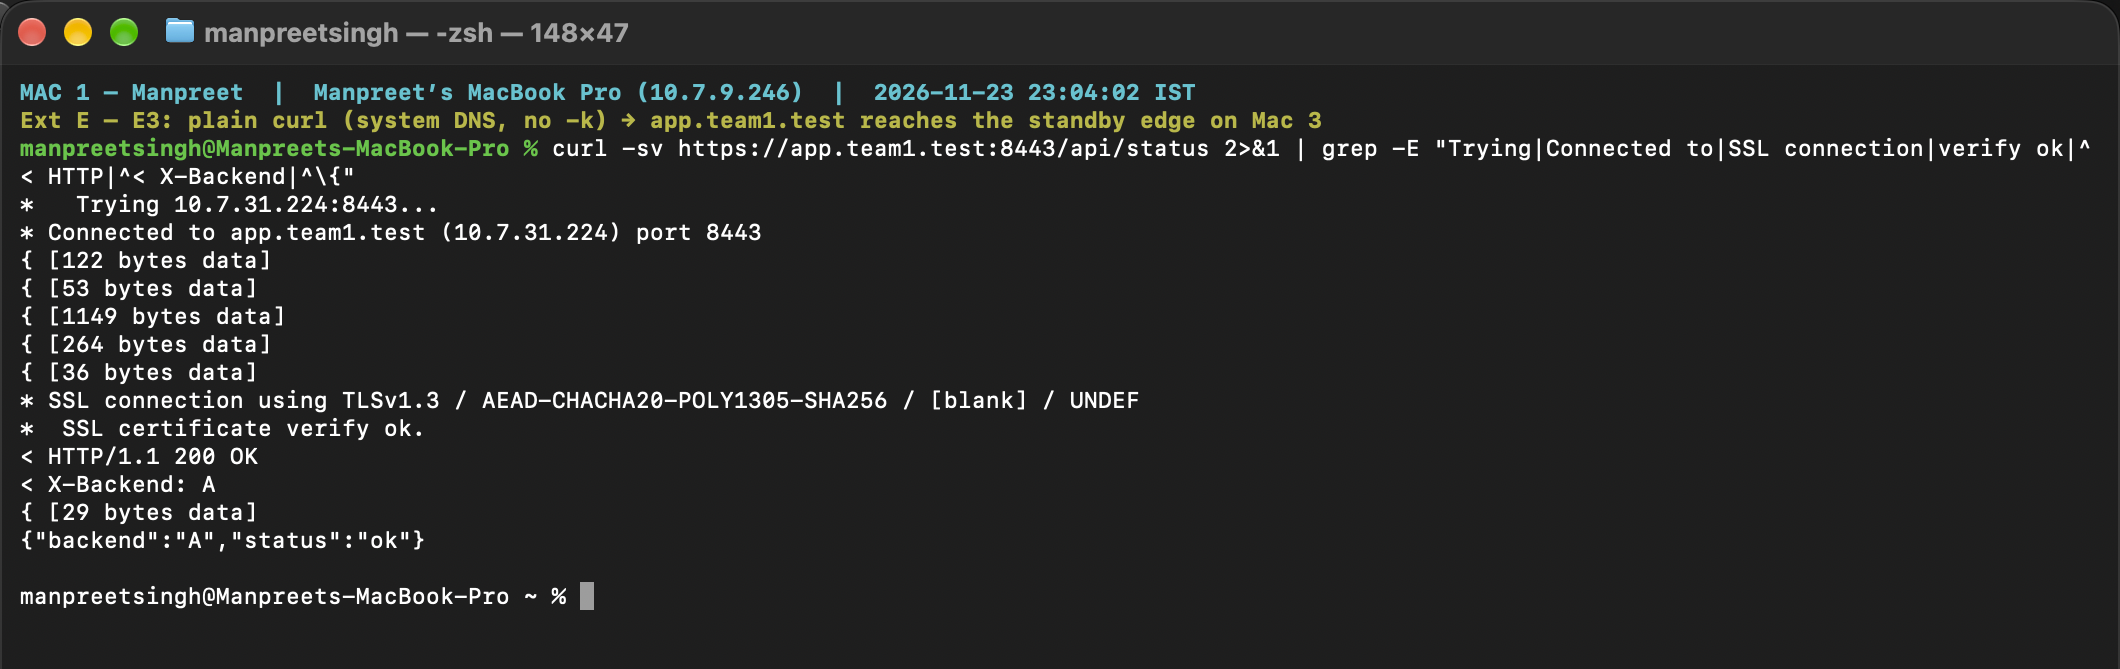 manpreetsingh — -zsh — 148×47
MAC 1 — Manpreet | Manpreet’s MacBook Pro (10.7.9.246) | 2026-11-23 23:04:02 IST
Ext E — E3: plain curl (system DNS, no -k) → app.team1.test reaches the standby edge on Mac 3
manpreetsingh@Manpreets-MacBook-Pro % curl -sv https://app.team1.test:8443/api/status 2>&1 | grep -E "Trying|Connected to|SSL connection|verify ok|^
< HTTP|^< X-Backend|^\{"
*   Trying 10.7.31.224:8443...
* Connected to app.team1.test (10.7.31.224) port 8443
{ [122 bytes data]
{ [53 bytes data]
{ [1149 bytes data]
{ [264 bytes data]
{ [36 bytes data]
* SSL connection using TLSv1.3 / AEAD-CHACHA20-POLY1305-SHA256 / [blank] / UNDEF
*  SSL certificate verify ok.
< HTTP/1.1 200 OK
< X-Backend: A
{ [29 bytes data]
{"backend":"A","status":"ok"}
manpreetsingh@Manpreets-MacBook-Pro ~ %